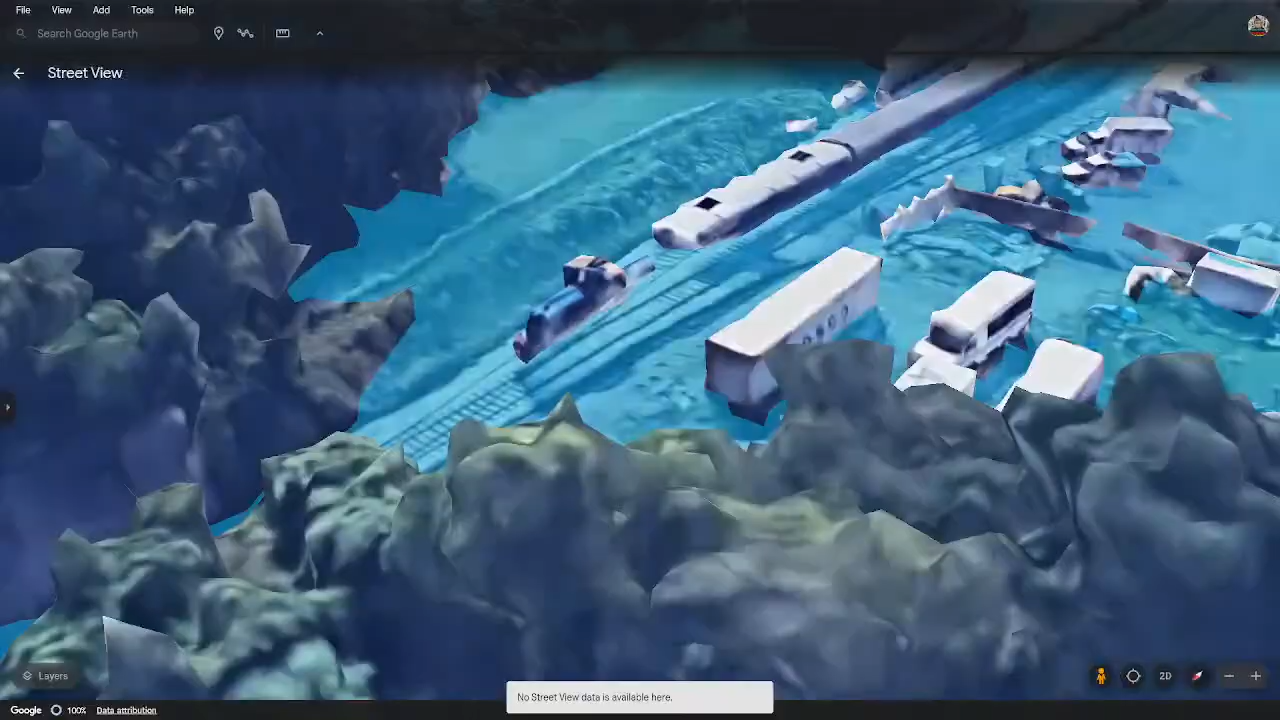 File View Add Tools Help
Search Google Earth
Street View
Layers
2D
No Street View data is available here.
Google 100% Data attribution